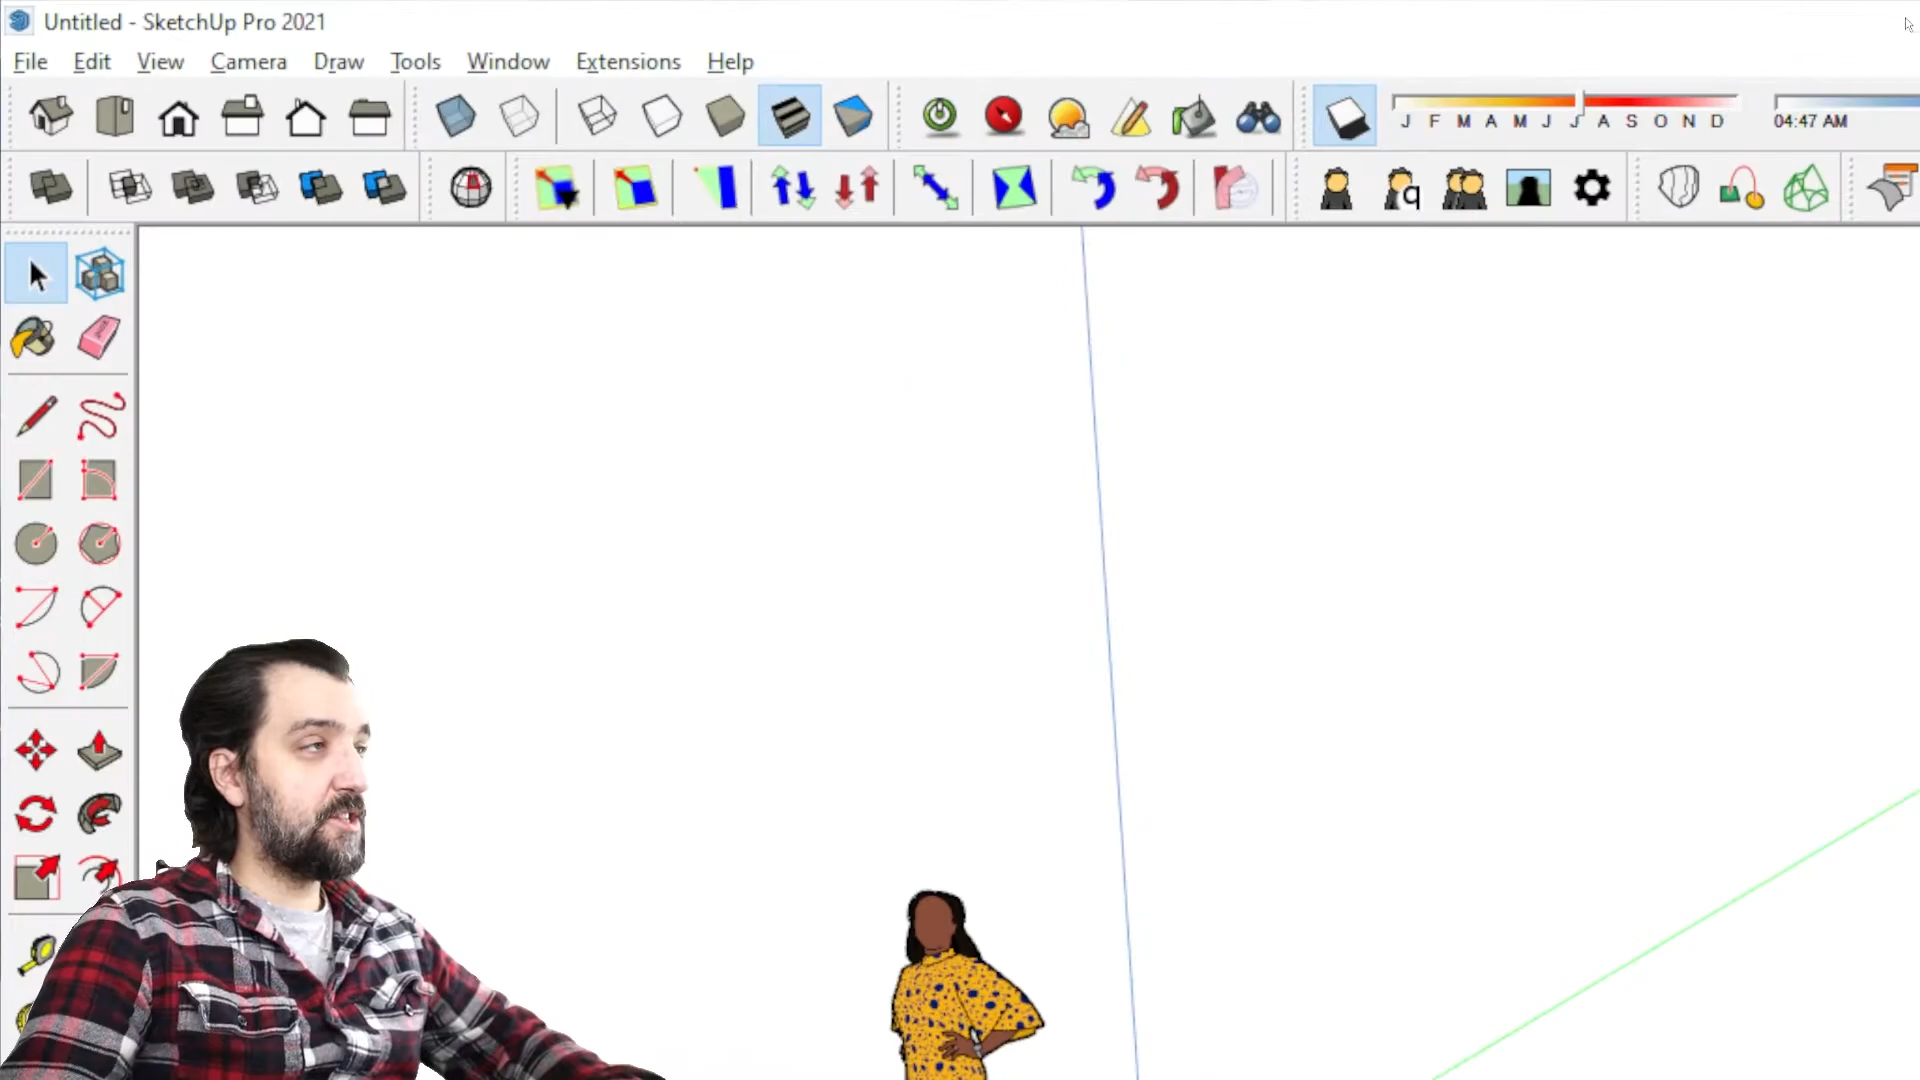 Untitled - SketchUp Pro 2021
File Edit View Camera Draw Tools Window Extensions Help
J F M A M J J A S O N D 04:47 AM
q